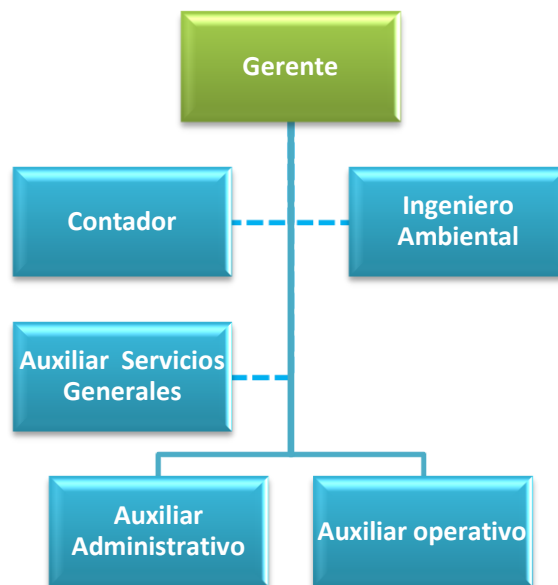 Gerente
Contador
Ingeniero
Ambiental
Auxiliar Servicios
Generales
Auxiliar
Administrativo
Auxiliar operativo